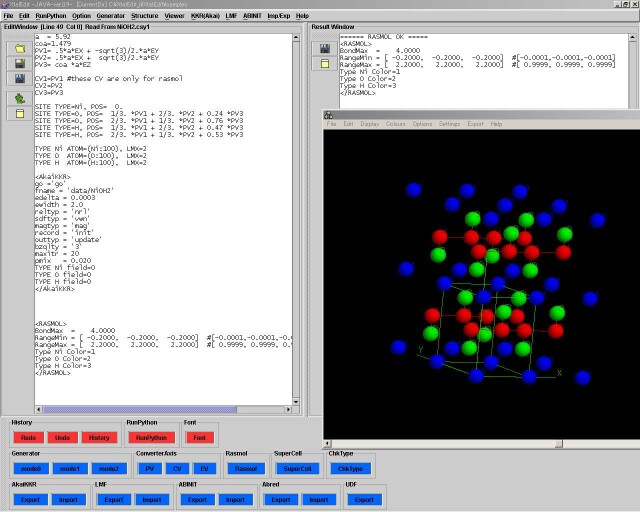 File Edit RunPython Option Generator Structure Viewer KKR(Akai) LMF ABINIT Imp/Exp Help
EditWindow [Line 49 Col 0] Read From NiOH2.csy1
a = 5.92
coa=1.479
PV1= .5*a*EX + -sqrt(3)/2.*a*EY
PV2= .5*a*EX + sqrt(3)/2.*a*EY
PV3= coa *a*EZ
CV1=PV1 #these CV are only for rasmol
CV2=PV2
CV3=PV3
SITE TYPE=Ni, POS= 0.
SITE TYPE=O, POS= 1/3. *PV1 + 2/3. *PV2 + 0.24 *PV3
SITE TYPE=O, POS= 2/3. *PV1 + 1/3. *PV2 + 0.76 *PV3
SITE TYPE=H, POS= 1/3. *PV1 + 2/3. *PV2 + 0.47 *PV3
SITE TYPE=H, POS= 2/3. *PV1 + 1/3. *PV2 + 0.53 *PV3
TYPE Ni ATOM={Ni:100}, LMX=2
TYPE O ATOM={O:100}, LMX=2
TYPE H ATOM={H:100}, LMX=2
<AkaiKKR>
go ='go'
fname = 'data/NiOH2'
edelta = 0.0003
ewidth = 2.0
reltyp = 'nrl'
sdftyp = 'vwn'
magtyp = 'mag'
record = 'init'
outtyp = 'update'
bzqlty = '3'
maxitr = 20
pmix = 0.020
TYPE Ni field=0
TYPE O field=0
TYPE H field=0
</AkaiKKR>
<RASMOL>
BondMax = 4.0000
RangeMin = [ -0.2000, -0.2000, -0.2000] #[-0.0001,-0.0001,-0.
RangeMax = [ 2.2000, 2.2000, 2.2000] #[ 0.9999, 0.9999, 0.
Type Ni Color=1
Type O Color=2
Type H Color=3
</RASMOL>
Result Window
====== RASMOL OK =====
<RASMOL>
BondMax = 4.0000
RangeMin = [ -0.2000, -0.2000, -0.2000] #[-0.0001,-0.0001,-0.0001]
RangeMax = [ 2.2000, 2.2000, 2.2000] #[ 0.9999, 0.9999, 0.9999]
Type Ni Color=1
Type O Color=2
Type H Color=3
</RASMOL>
File Edit Display Colours Options Settings Export Help
Y
X
History RunPython Font
Redo Undo History RunPython Font
Generator ConverterAxis Rasmol SuperCell ChkType
modu0 modu1 modu2 PV CV EV Rasmol SuperCell ChkType
AkaiKKR LMF ABINIT Abred UDF
Export Import Export Import Export Import Export Import Export